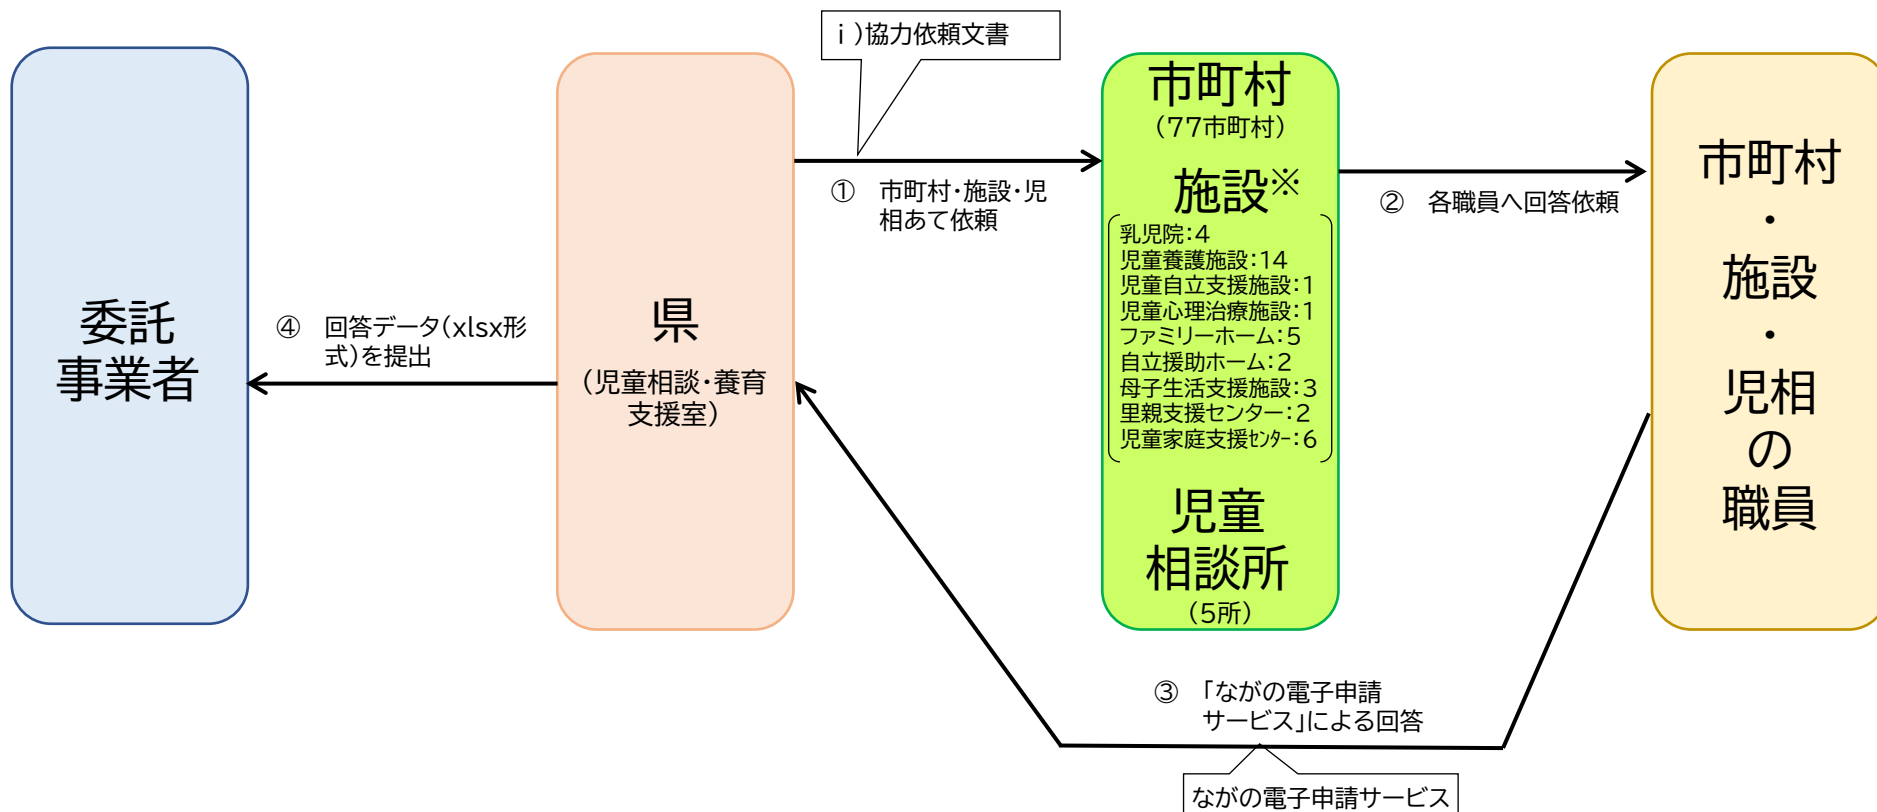 委託
事業者
④ 回答データ(xlsx形
式)を提出
県
(児童相談・養育
支援室)
ⅰ)協力依頼文書
① 市町村・施設・児
相あて依頼
市町村
(77市町村)
施設※
乳児院:4
児童養護施設:14
児童自立支援施設:1
児童心理治療施設:1
ファミリーホーム:5
自立援助ホーム:2
母子生活支援施設:3
里親支援センター:2
児童家庭支援ｾﾝﾀｰ:6
児童
相談所
(5所)
② 各職員へ回答依頼
市町村
・
施設
・
児相
の
職員
③ 「ながの電子申請
サービス」による回答
ながの電子申請サービス